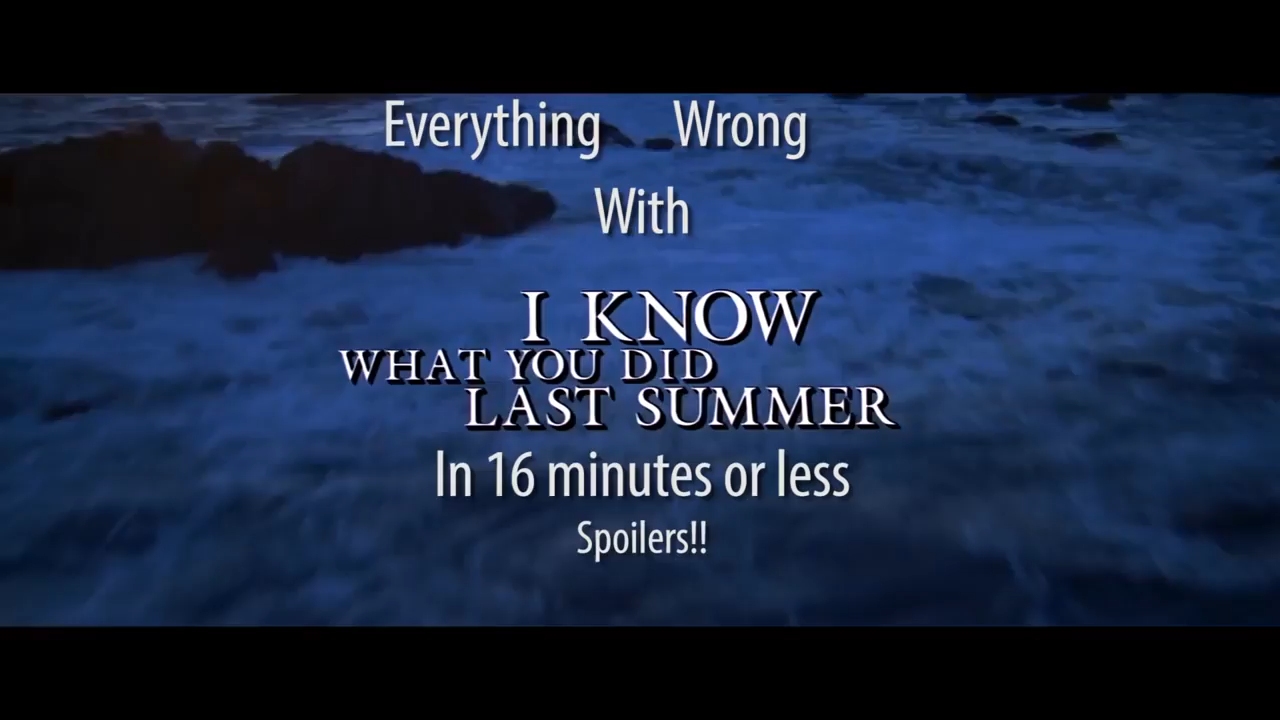 Everything Wrong
With
I KNOW
WHAT YOU DID
LAST SUMMER
In 16 minutes or less
Spoilers!!